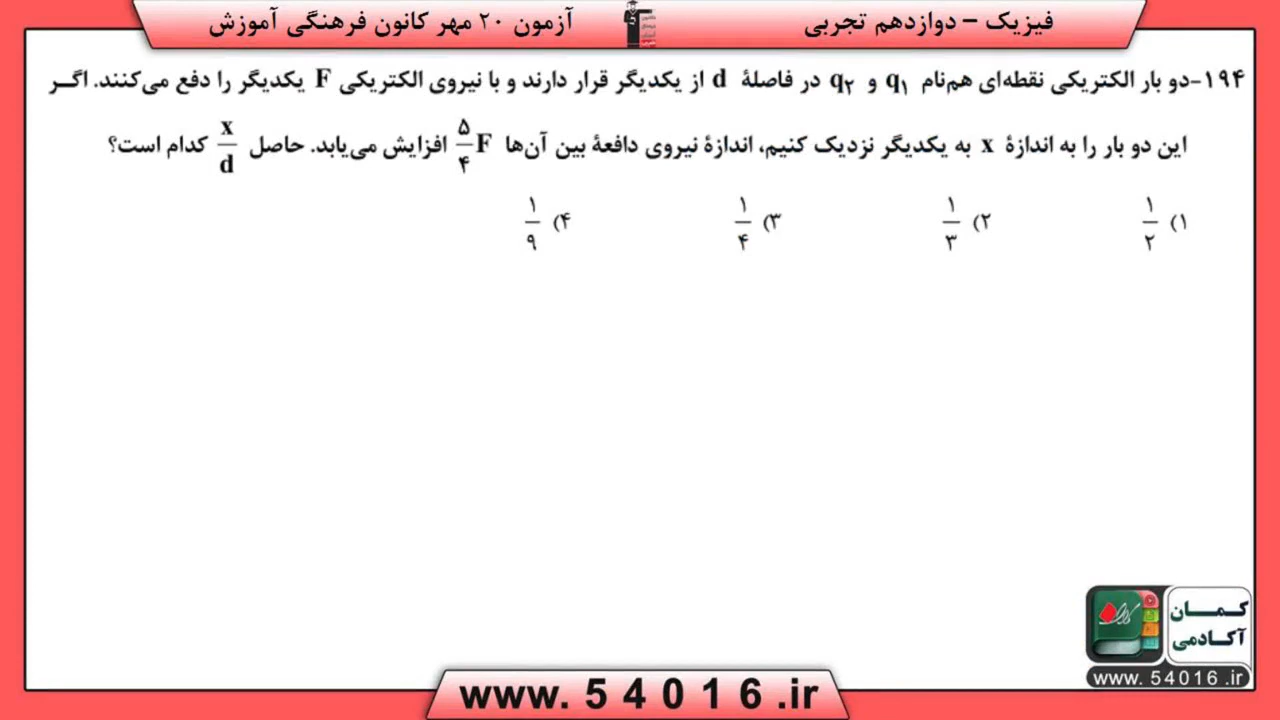 فیزیک – دوازدهم تجربی
آزمون ۲۰ مهر کانون فرهنگی آموزش
۱۹۴-دو بار الکتریکی نقطه‌ای هم‌نام q₁ و q₂ در فاصلهٔ d از یکدیگر قرار دارند و با نیروی الکتریکی F یکدیگر را دفع می‌کنند. اگر
این دو بار را به اندازهٔ x به یکدیگر نزدیک کنیم، اندازهٔ نیروی دافعهٔ بین آن‌ها ۵/۴ F افزایش می‌یابد. حاصل x/d کدام است؟
۱) ۱/۲ ۲) ۱/۳ ۳) ۱/۴ ۴) ۱/۹
کمان
آکادمی
www. 54016 .ir
www. 5 4 0 1 6 .ir